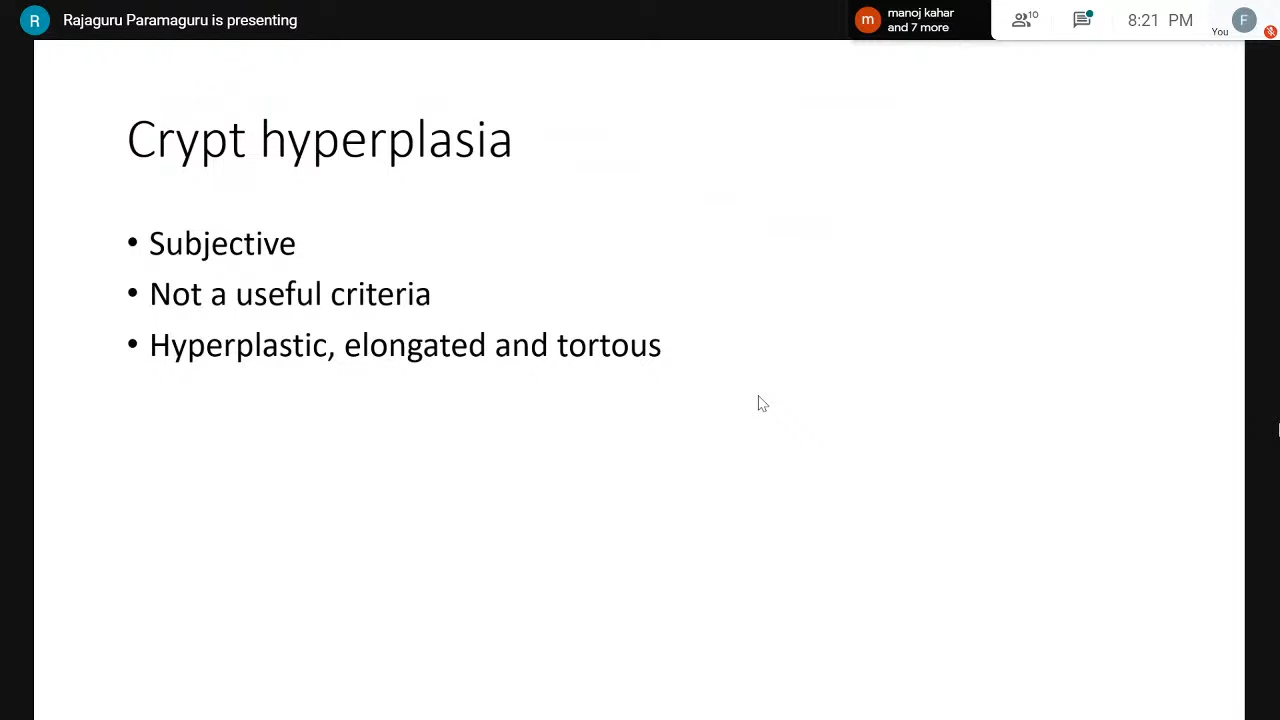 R Rajaguru Paramaguru is presenting
m manoj kahar
and 7 more
10
8:21 PM
You F
Crypt hyperplasia
• Subjective
• Not a useful criteria
• Hyperplastic, elongated and tortous